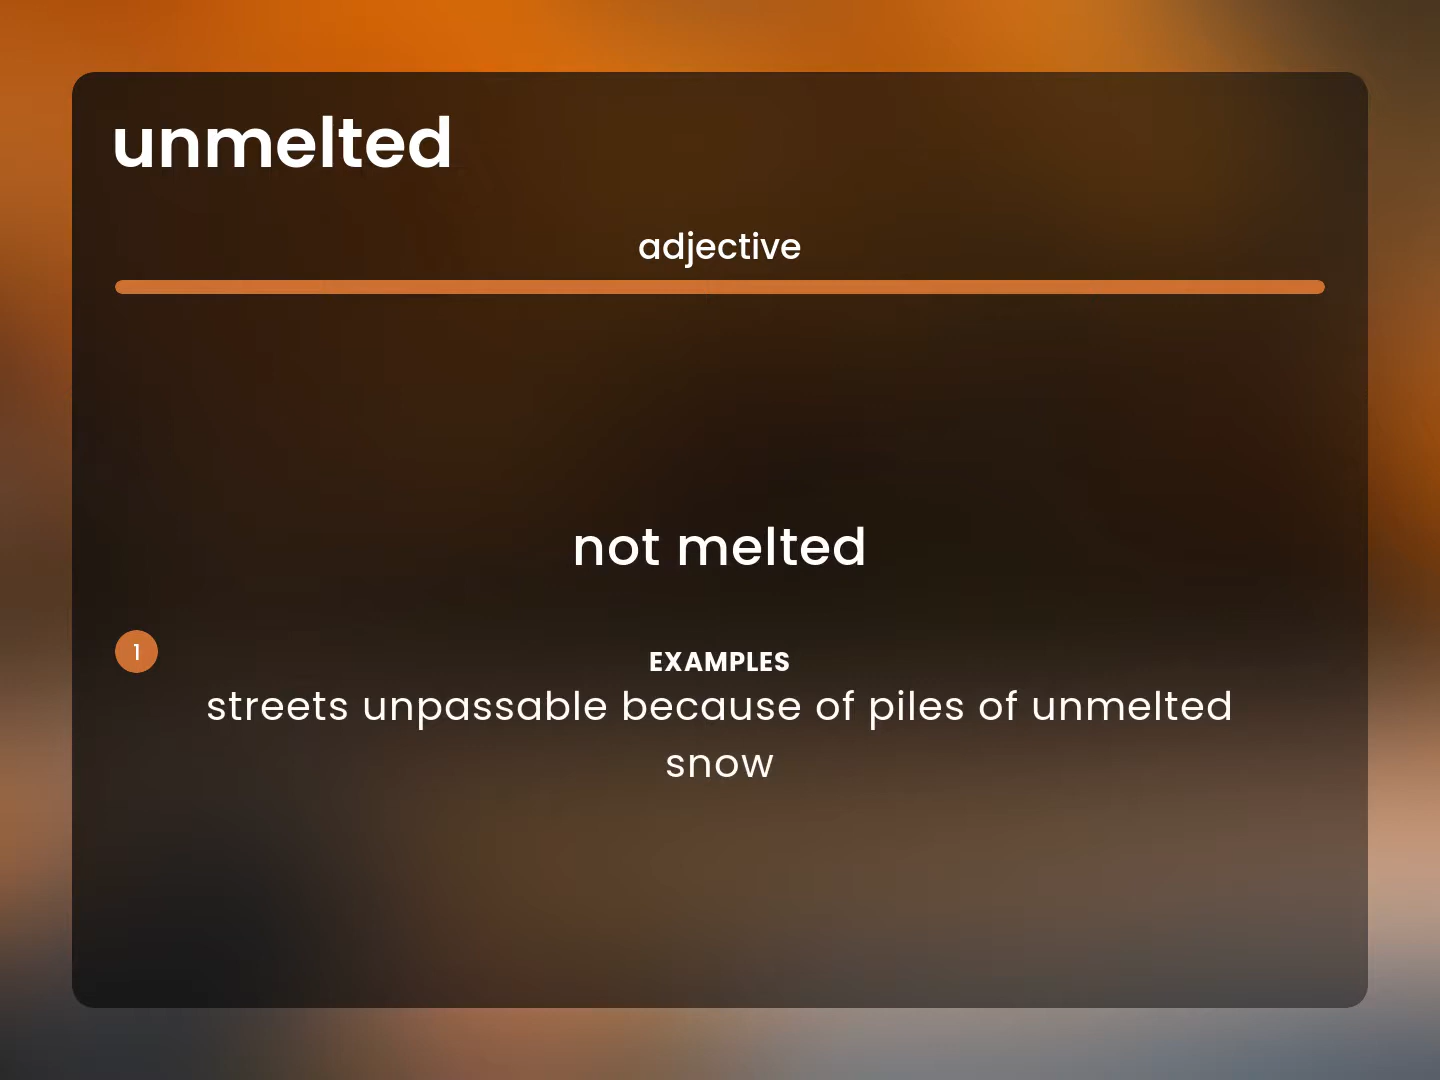 unmelted
adjective
not melted
1
EXAMPLES
streets unpassable because of piles of unmelted
snow